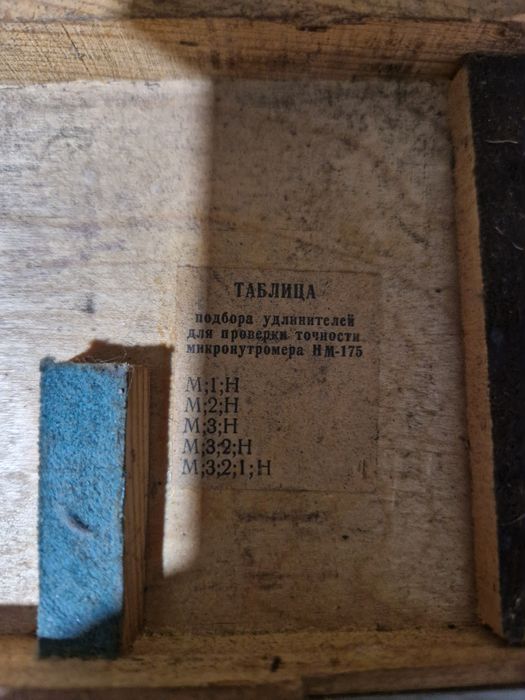 ТАБЛИЦА
подбора удлинителей
для проверки точности
микронутромера НМ-175
М;1;Н
М;2;Н
М;3;Н
М;3;2;Н
М;3;2;1;Н